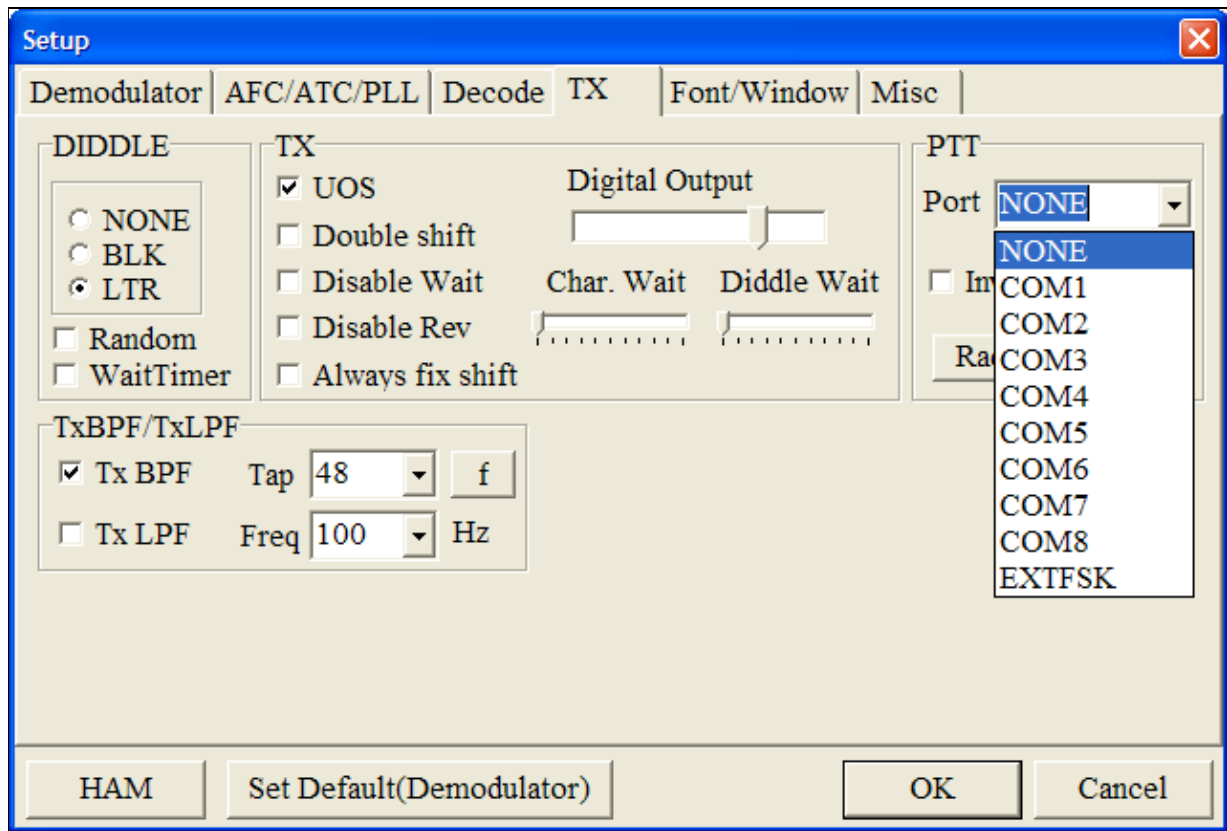 Setup
Demodulator AFC/ATC/PLL Decode TX Font/Window Misc
DIDDLE
NONE
BLK
LTR
Random
WaitTimer
TX
UOS
Double shift
Disable Wait
Disable Rev
Always fix shift
Digital Output
Char. Wait Diddle Wait
PTT
Port NONE
NONE
COM1
COM2
COM3
COM4
COM5
COM6
COM7
COM8
EXTFSK
TxBPF/TxLPF
Tx BPF Tap 48 f
Tx LPF Freq 100 Hz
HAM Set Default(Demodulator) OK Cancel